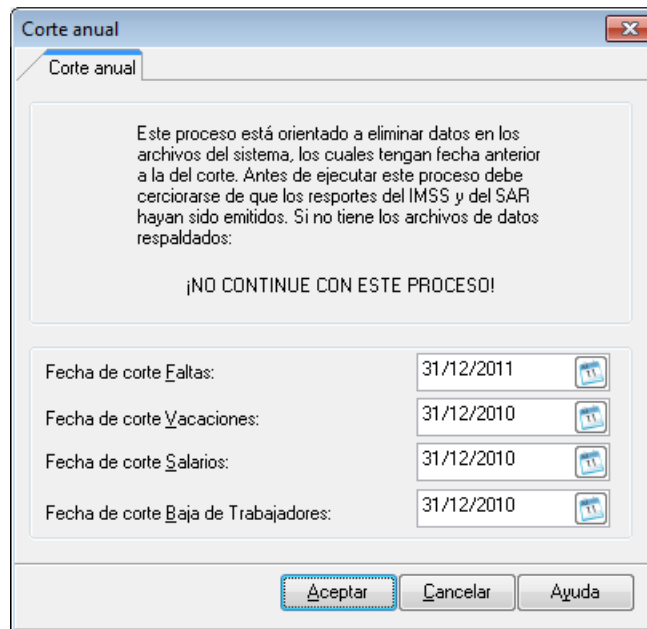 Corte anual
Corte anual
Este proceso está orientado a eliminar datos en los
archivos del sistema, los cuales tengan fecha anterior
a la del corte. Antes de ejecutar este proceso debe
cerciorarse de que los resportes del IMSS y del SAR
hayan sido emitidos. Si no tiene los archivos de datos
respaldados:
¡NO CONTINUE CON ESTE PROCESO!
Fecha de corte Faltas: 31/12/2011
Fecha de corte Vacaciones: 31/12/2010
Fecha de corte Salarios: 31/12/2010
Fecha de corte Baja de Trabajadores: 31/12/2010
Aceptar Cancelar Ayuda